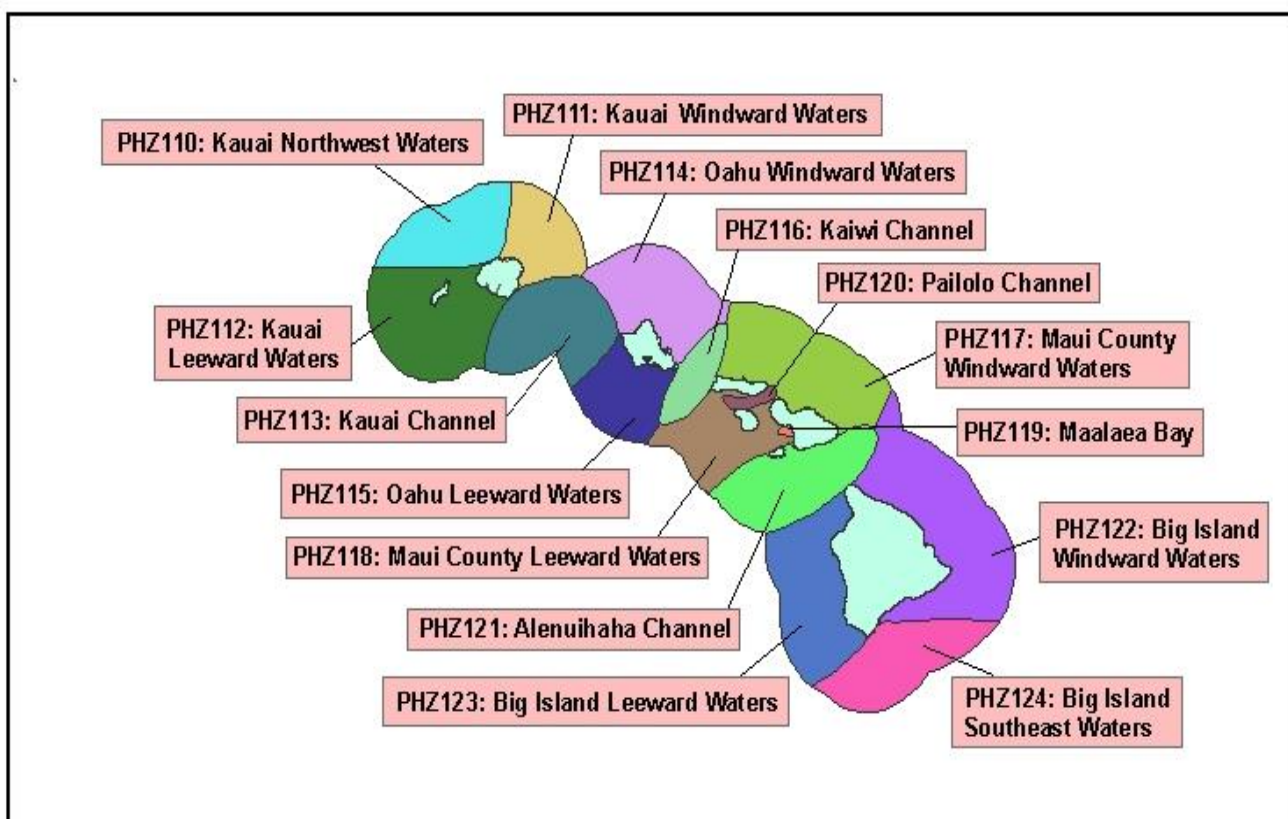 PHZ111: Kauai Windward Waters
PHZ110: Kauai Northwest Waters
PHZ114: Oahu Windward Waters
PHZ116: Kaiwi Channel
PHZ120: Pailolo Channel
PHZ112: Kauai
Leeward Waters
PHZ117: Maui County
Windward Waters
PHZ113: Kauai Channel
PHZ119: Maalaea Bay
PHZ115: Oahu Leeward Waters
PHZ118: Maui County Leeward Waters
PHZ122: Big Island
Windward Waters
PHZ121: Alenuihaha Channel
PHZ123: Big Island Leeward Waters
PHZ124: Big Island
Southeast Waters